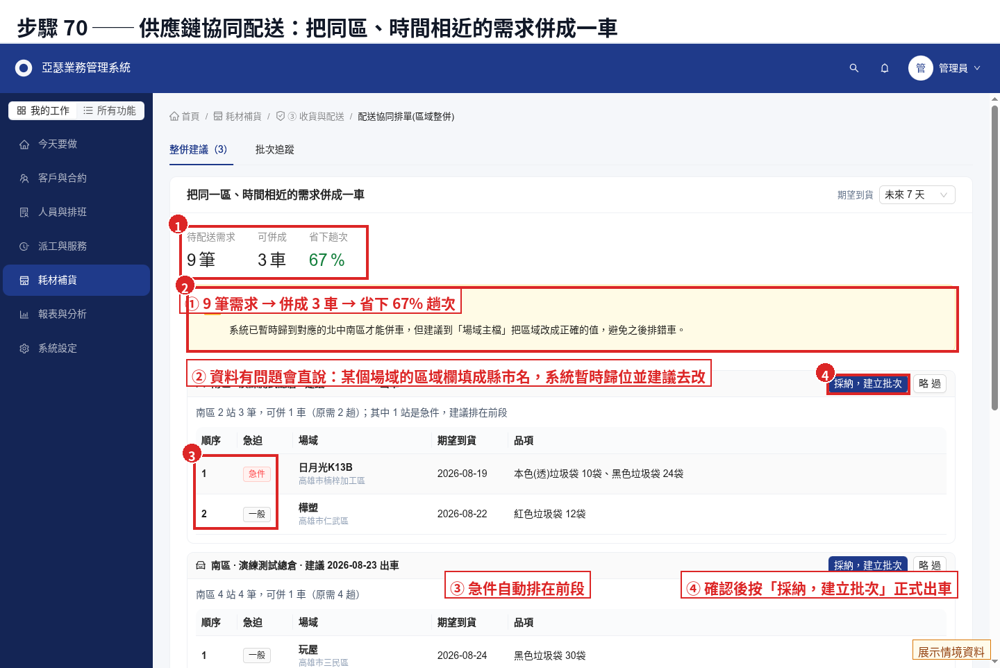 步驟 70 —— 供應鏈協同配送：把同區、時間相近的需求併成一車
亞瑟業務管理系統
管 管理員
我的工作 所有功能
今天要做
客戶與合約
人員與排班
派工與服務
耗材補貨
報表與分析
系統設定
首頁 / 耗材補貨 / ③ 收貨與配送 / 配送協同排單(區域整併)
整併建議（3） 批次追蹤
把同一區、時間相近的需求併成一車
期望到貨 未來 7 天
1
待配送需求 可併成 省下趟次
9 筆 3 車 67 %
2
① 9 筆需求 → 併成 3 車 → 省下 67% 趟次
系統已暫時歸到對應的北中南區才能併車，但建議到「場域主檔」把區域改成正確的值，避免之後排錯車。
② 資料有問題會直說：某個場域的區域欄填成縣市名，系統暫時歸位並建議去改
4
採納，建立批次 略 過
南區 2 站 3 筆，可併 1 車（原需 2 趟）；其中 1 站是急件，建議排在前段
順序 急迫 場域 期望到貨 品項
3
1 急件 日月光K13B 2026-08-19 本色(透)垃圾袋 10袋、黑色垃圾袋 24袋
高雄市楠梓加工區
2 一般 樺塑 2026-08-22 紅色垃圾袋 12袋
高雄市仁武區
南區 · 演練測試總倉 · 建議 2026-08-23 出車
採納，建立批次 略 過
③ 急件自動排在前段
④ 確認後按「採納，建立批次」正式出車
南區 4 站 4 筆，可併 1 車（原需 4 趟）
順序 急迫 場域 期望到貨 品項
1 一般 玩屋 2026-08-24 黑色垃圾袋 30袋
高雄市三民區
展示情境資料